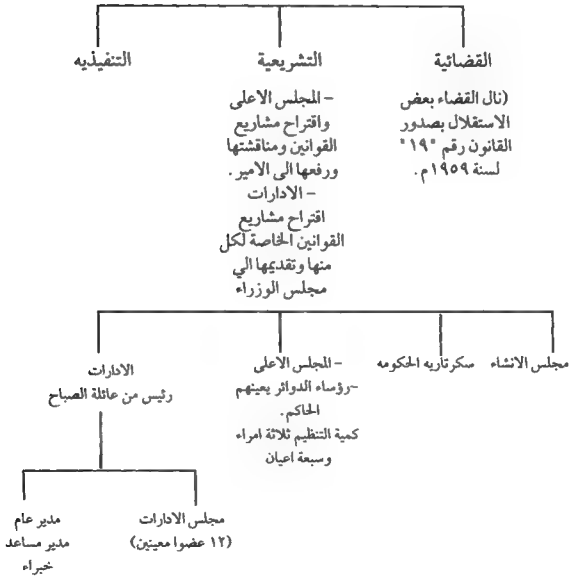 القضائية
(نال القضاء بعض
الاستقلال بصدور
القانون رقم "١٩"
لسنة ١٩٥٩م.
التشريعية
– المجلس الاعلى
واقتراح مشاريع
القوانين ومناقشتها
ورفعها الى الامير.
– الادارات
اقتراح مشاريع
القوانين الخاصة لكل
منها وتقديمها الي
مجلس الوزراء
التنفيذيه
مجلس الانشاء
سكرتاريه الحكومه
– المجلس الاعلى
–رؤساء الدوائر يعينهم
الحاكم.
كمية التنظيم ثلاثة امراء
وسبعة اعيان
الادارات
رئيس من عائلة الصباح
مجلس الادارات
(١٢ عضوا معينين)
مدير عام
مدير مساعد
خبراء